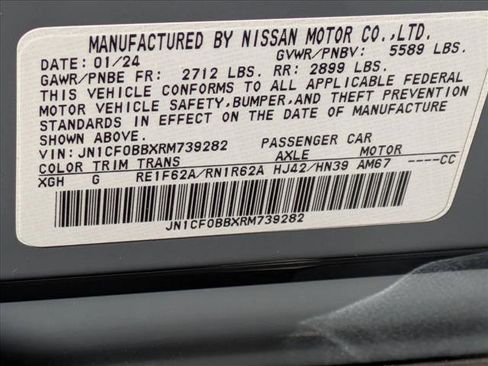 MANUFACTURED BY NISSAN MOTOR CO.,LTD.
DATE: 01/24 GVWR/PNBV: 5589 LBS.
GAWR/PNBE FR: 2712 LBS. RR: 2899 LBS.
THIS VEHICLE CONFORMS TO ALL APPLICABLE FEDERAL
MOTOR VEHICLE SAFETY, BUMPER, AND THEFT PREVENTION
STANDARDS IN EFFECT ON THE DATE OF MANUFACTURE
SHOWN ABOVE.
VIN: JN1CF0BBXRM739282 PASSENGER CAR
COLOR TRIM TRANS AXLE MOTOR
XGH G RE1F62A/RN1R62A HJ42/HN39 AM67 ----CC
JN1CF0BBXRM739282